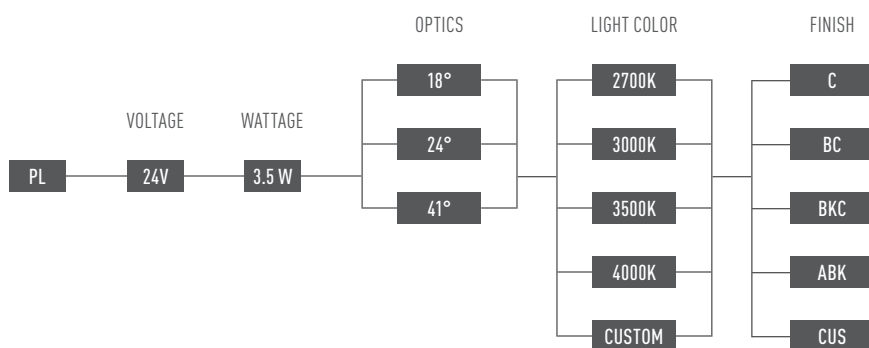 OPTICS LIGHT COLOR FINISH
18° 2700K C
VOLTAGE WATTAGE
24° 3000K BC
PL 24V 3.5 W
41° 3500K BKC
4000K ABK
CUSTOM CUS